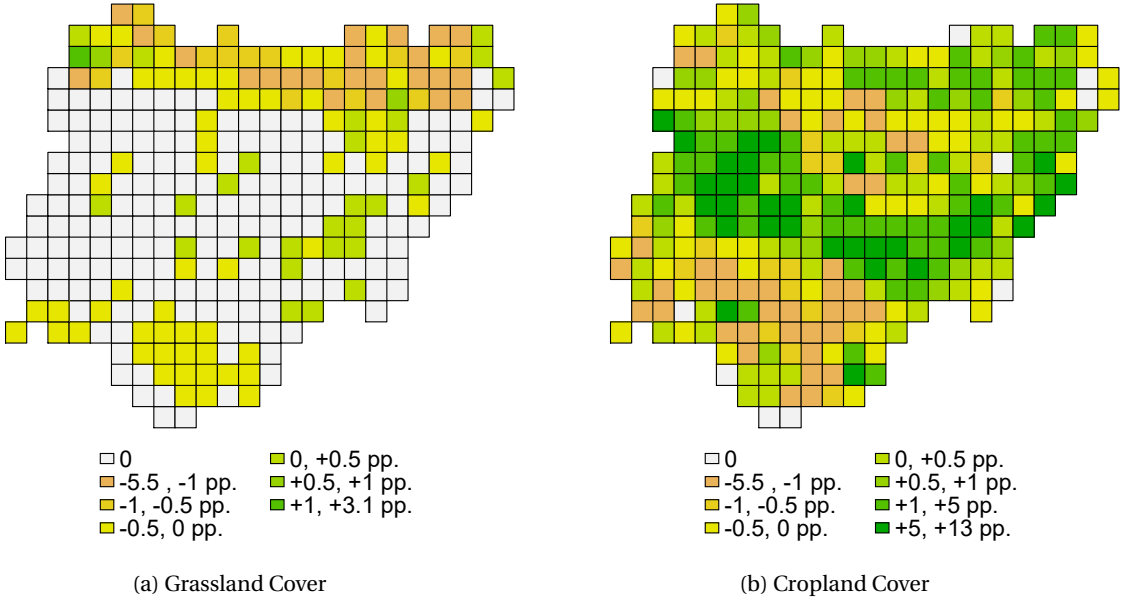 0
-5.5 , -1 pp.
-1, -0.5 pp.
-0.5, 0 pp.
0, +0.5 pp.
+0.5, +1 pp.
+1, +3.1 pp.
(a) Grassland Cover
0
-5.5 , -1 pp.
-1, -0.5 pp.
-0.5, 0 pp.
0, +0.5 pp.
+0.5, +1 pp.
+1, +5 pp.
+5, +13 pp.
(b) Cropland Cover